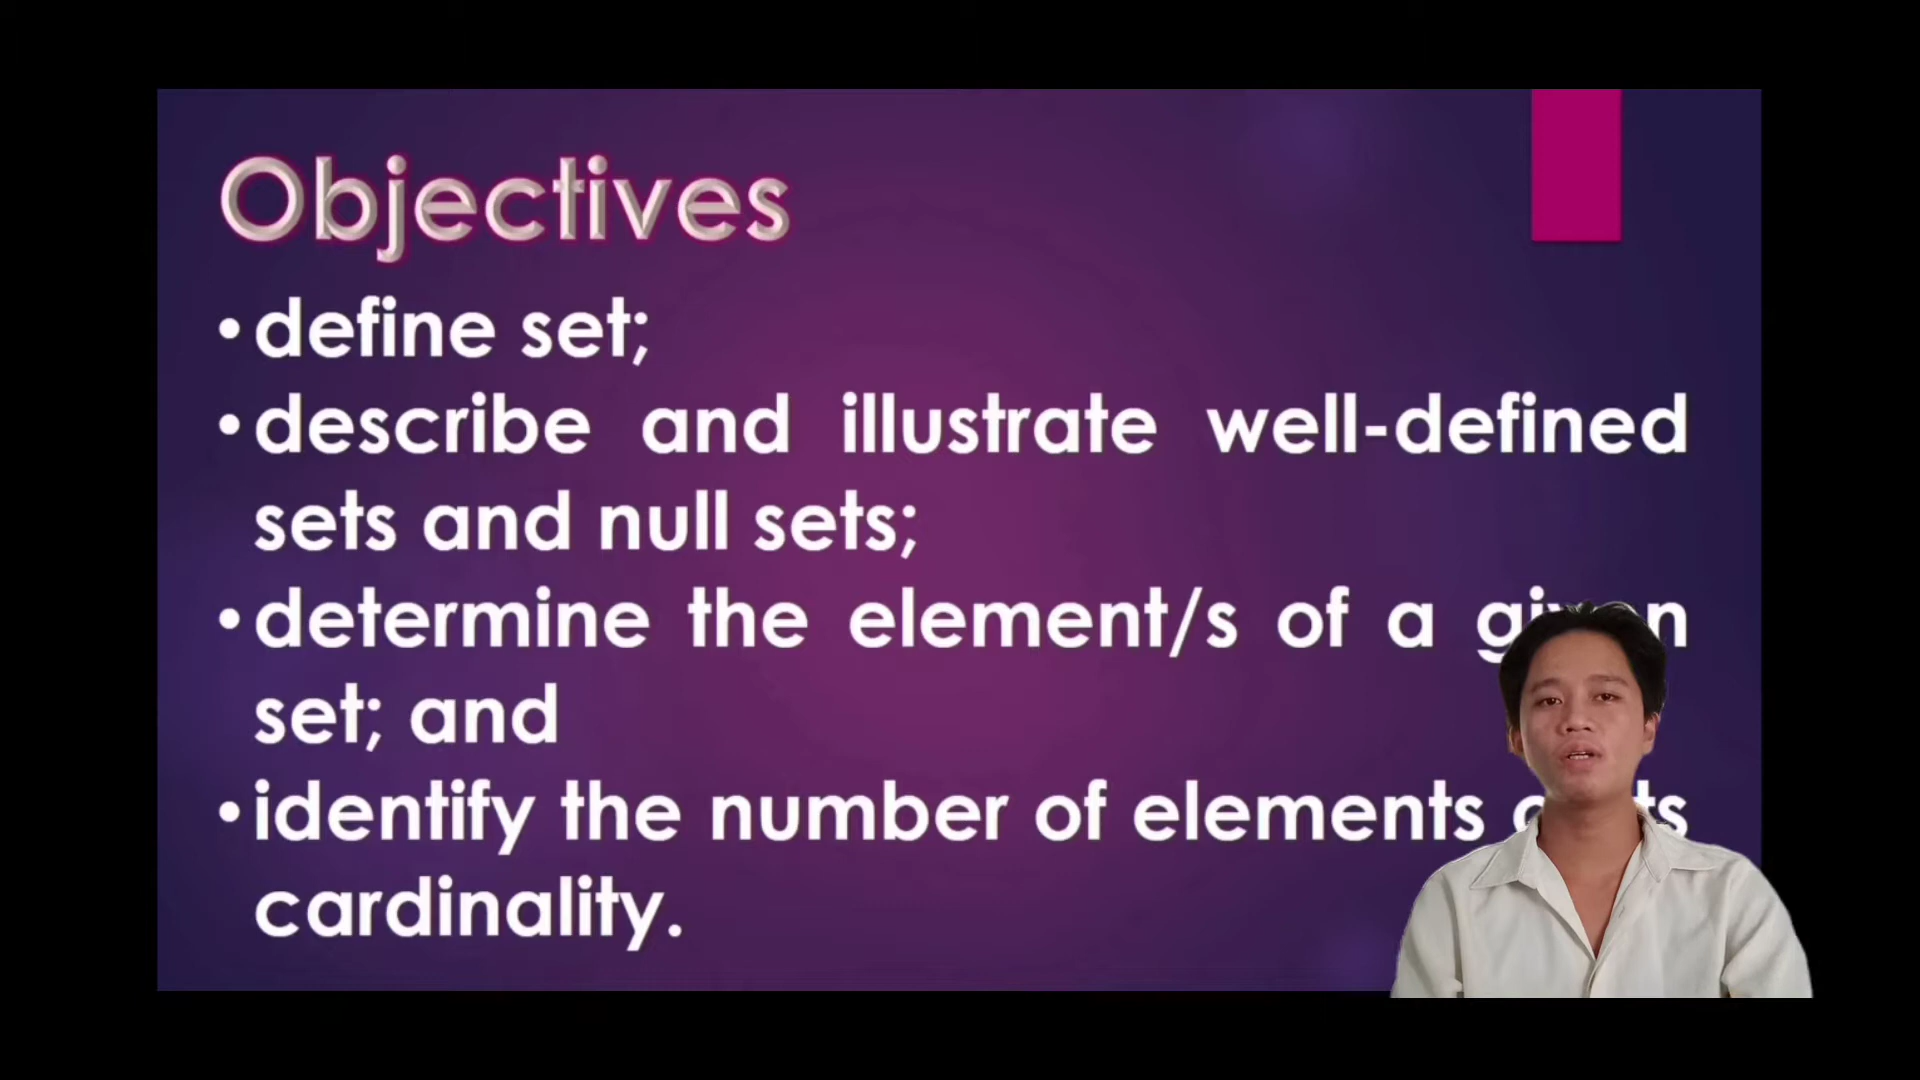 Objectives
• define set;
• describe and illustrate well-defined
sets and null sets;
• determine the element/s of a
set; and
• identify the number of elements
cardinality.